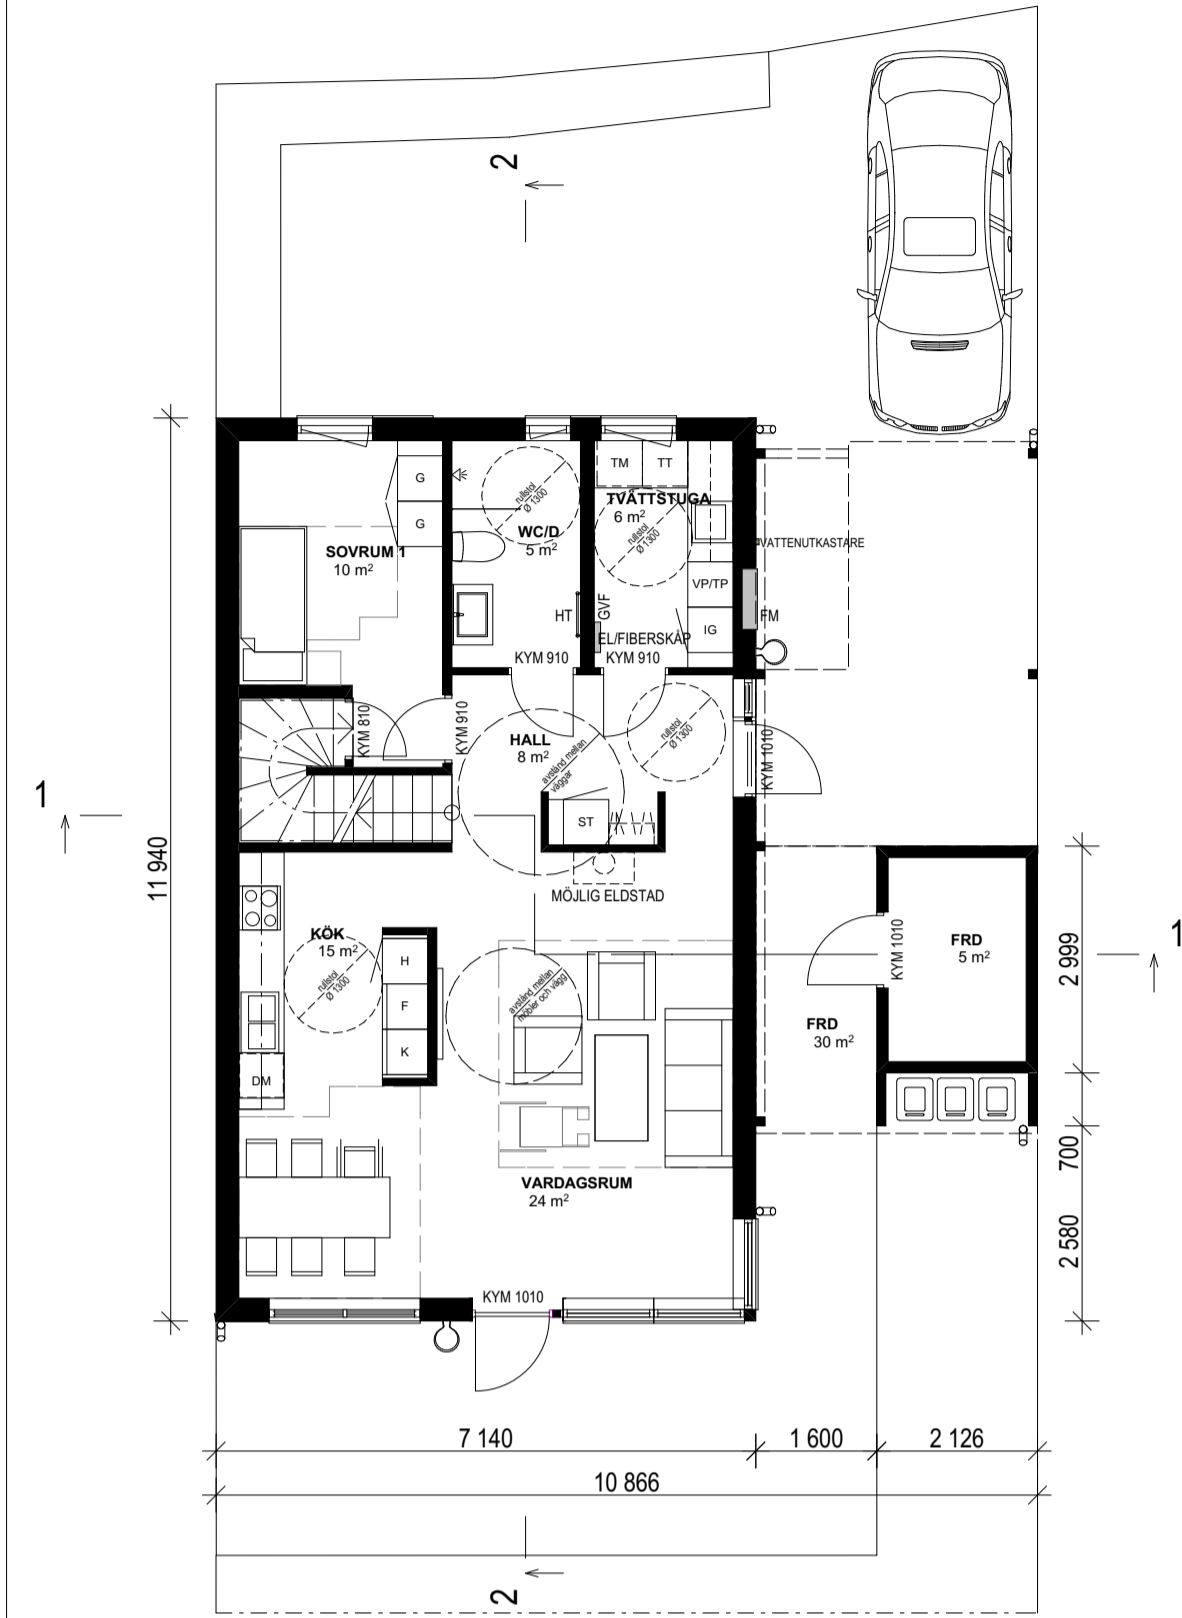 2
G
G
SOVRUM 1
10 m²
rullstol
Ø 1300
WC/D
5 m²
HT
KYM 910
TM
TT
TVÄTTSTUGA
6 m²
rullstol
Ø 1300
VP/TP
IG
GVF
EL/FIBERSKÅP
KYM 910
VATTENUTKASTARE
FM
KYM 810
KYM 910
HALL
8 m²
avstånd mellan
väggar
rullstol
Ø 1300
KYM 1010
ST
MÖJLIG ELDSTAD
1
11 940
KÖK
15 m²
rullstol
Ø 1300
H
F
K
DM
avstånd mellan
möbler och vägg
VARDAGSRUM
24 m²
KYM 1010
KYM 1010
FRD
5 m²
FRD
30 m²
1
2 999
700
2 580
7 140
1 600
2 126
10 866
2